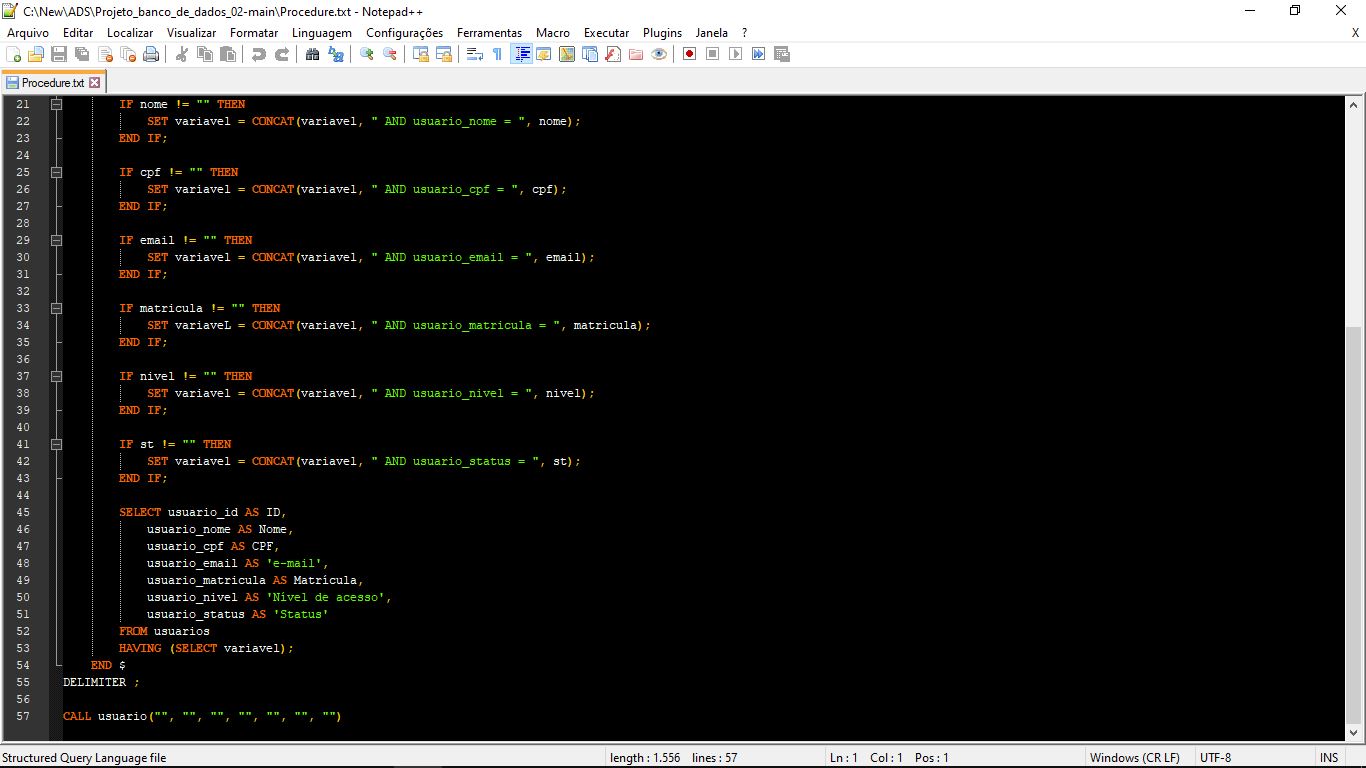 C:\New\ADS\Projeto_banco_de_dados_02-main\Procedure.txt - Notepad++
Arquivo Editar Localizar Visualizar Formatar Linguagem Configurações Ferramentas Macro Executar Plugins Janela ? X
Procedure.txt
21 IF nome != "" THEN
22 SET variavel = CONCAT(variavel, " AND usuario_nome = ", nome);
23 END IF;
24
25 IF cpf != "" THEN
26 SET variavel = CONCAT(variavel, " AND usuario_cpf = ", cpf);
27 END IF;
28
29 IF email != "" THEN
30 SET variavel = CONCAT(variavel, " AND usuario_email = ", email);
31 END IF;
32
33 IF matricula != "" THEN
34 SET variaveL = CONCAT(variavel, " AND usuario_matricula = ", matricula);
35 END IF;
36
37 IF nivel != "" THEN
38 SET variavel = CONCAT(variavel, " AND usuario_nivel = ", nivel);
39 END IF;
40
41 IF st != "" THEN
42 SET variavel = CONCAT(variavel, " AND usuario_status = ", st);
43 END IF;
44
45 SELECT usuario_id AS ID,
46 usuario_nome AS Nome,
47 usuario_cpf AS CPF,
48 usuario_email AS 'e-mail',
49 usuario_matricula AS Matrícula,
50 usuario_nivel AS 'Nível de acesso',
51 usuario_status AS 'Status'
52 FROM usuarios
53 HAVING (SELECT variavel);
54 END $
55 DELIMITER ;
56
57 CALL usuario("", "", "", "", "", "", "")
Structured Query Language file length : 1.556 lines : 57 Ln : 1 Col : 1 Pos : 1 Windows (CR LF) UTF-8 INS